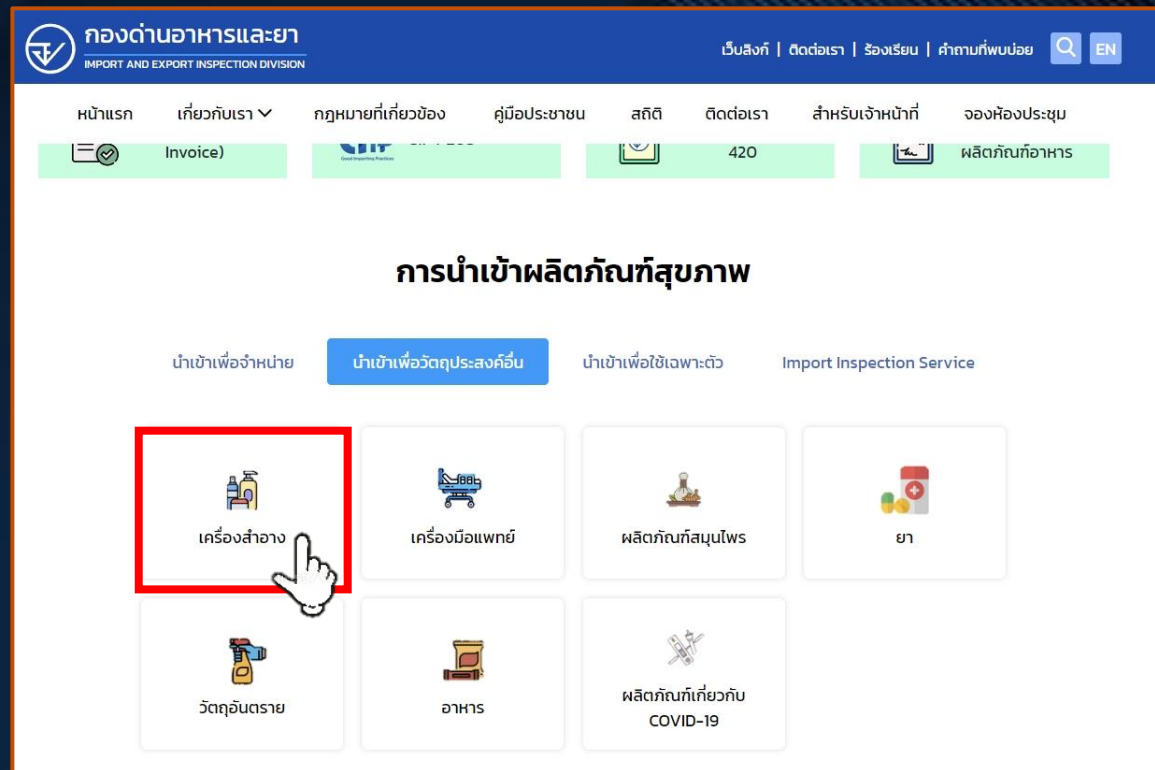 กองด่านอาหารและยา
IMPORT AND EXPORT INSPECTION DIVISION
เว็บลิงก์ | ติดต่อเรา | ร้องเรียน | คำถามที่พบบ่อย EN
หน้าแรก เกี่ยวกับเรา กฎหมายที่เกี่ยวข้อง คู่มือประชาชน สถิติ ติดต่อเรา สำหรับเจ้าหน้าที่ จองห้องประชุม
Invoice) 420 ผลิตภัณฑ์อาหาร
Good Importing Practices
การนำเข้าผลิตภัณฑ์สุขภาพ
นำเข้าเพื่อจำหน่าย นำเข้าเพื่อวัตถุประสงค์อื่น นำเข้าเพื่อใช้เฉพาะตัว Import Inspection Service
เครื่องสำอาง เครื่องมือแพทย์ ผลิตภัณฑ์สมุนไพร ยา
วัตถุอันตราย อาหาร ผลิตภัณฑ์เกี่ยวกับ
COVID-19